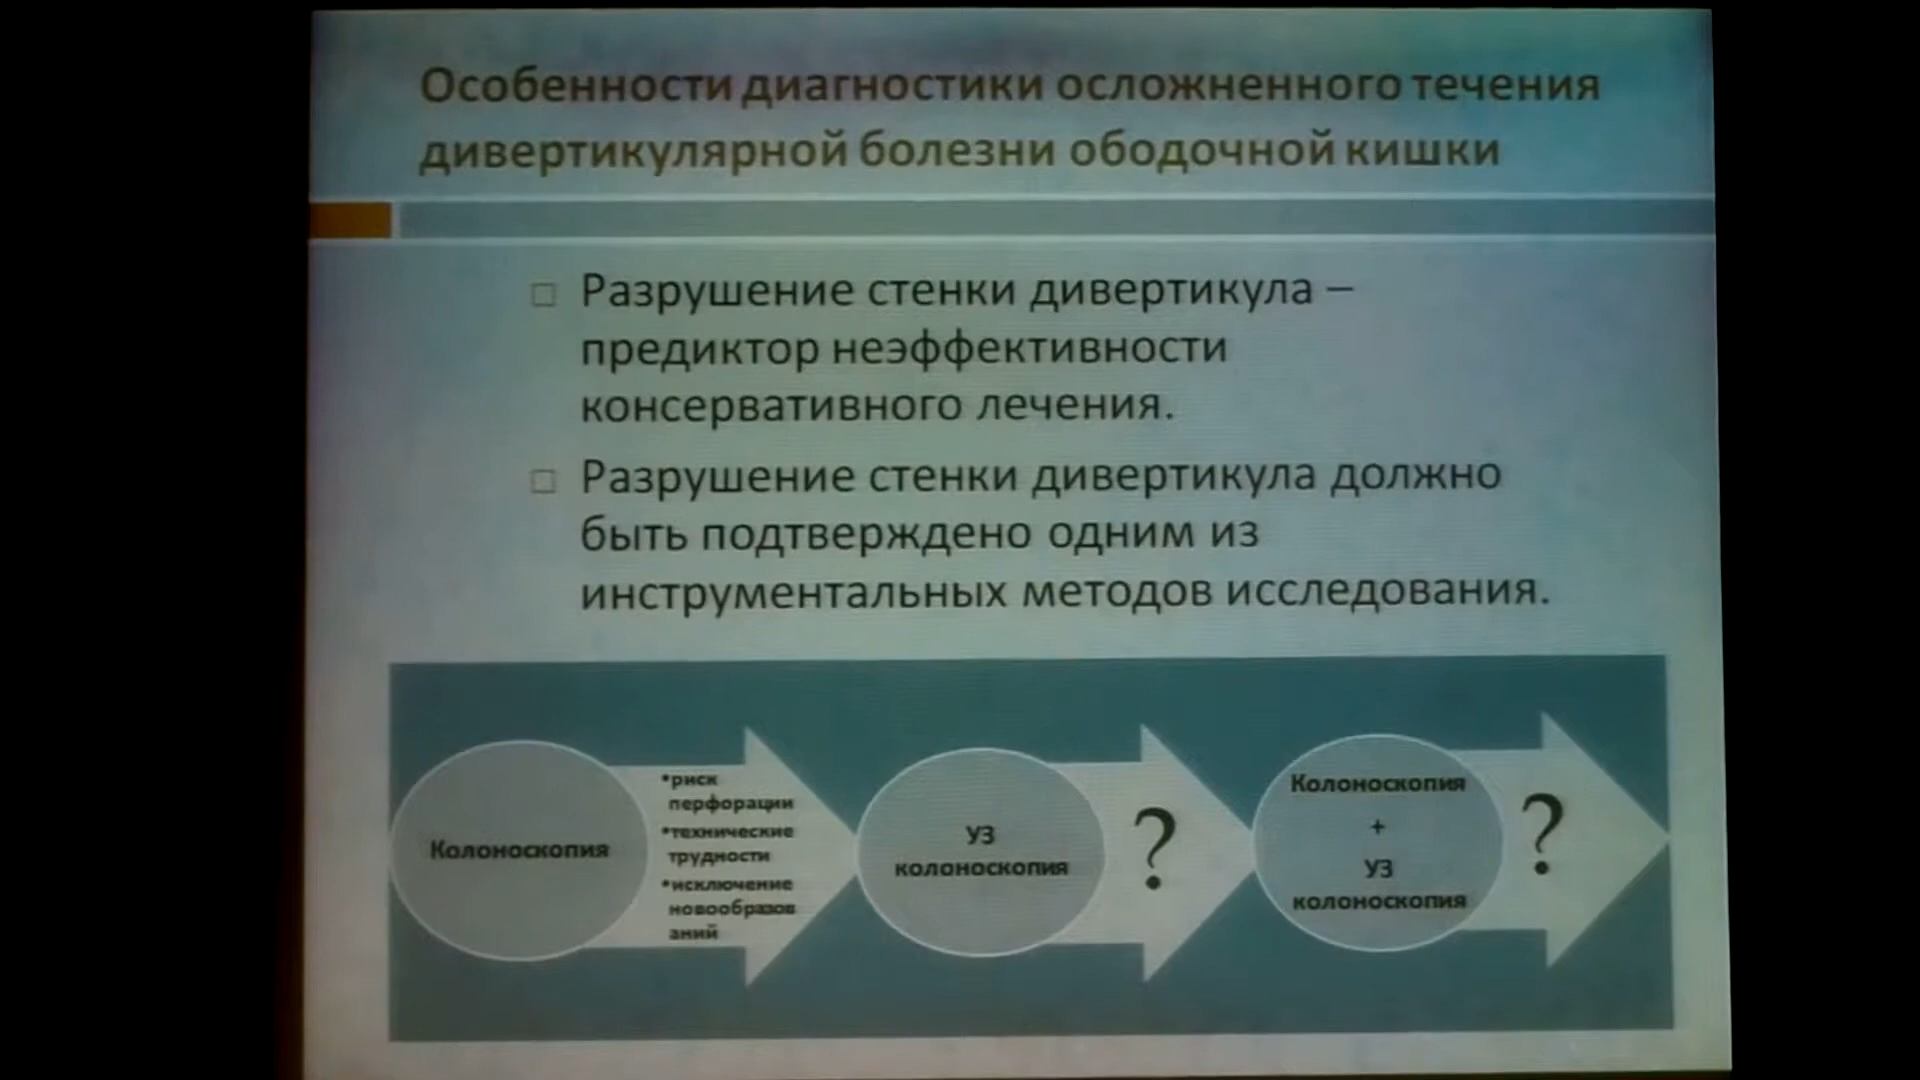 Особенности диагностики осложненного течения
дивертикулярной болезни ободочной кишки
Разрушение стенки дивертикула –
предиктор неэффективности
консервативного лечения.
Разрушение стенки дивертикула должно
быть подтверждено одним из
инструментальных методов исследования.
Колоноскопия
•риск
перфорации
•технические
трудности
•исключение
новообразов
аний
УЗ
колоноскопия
?
Колоноскопия
+
УЗ
колоноскопия
?